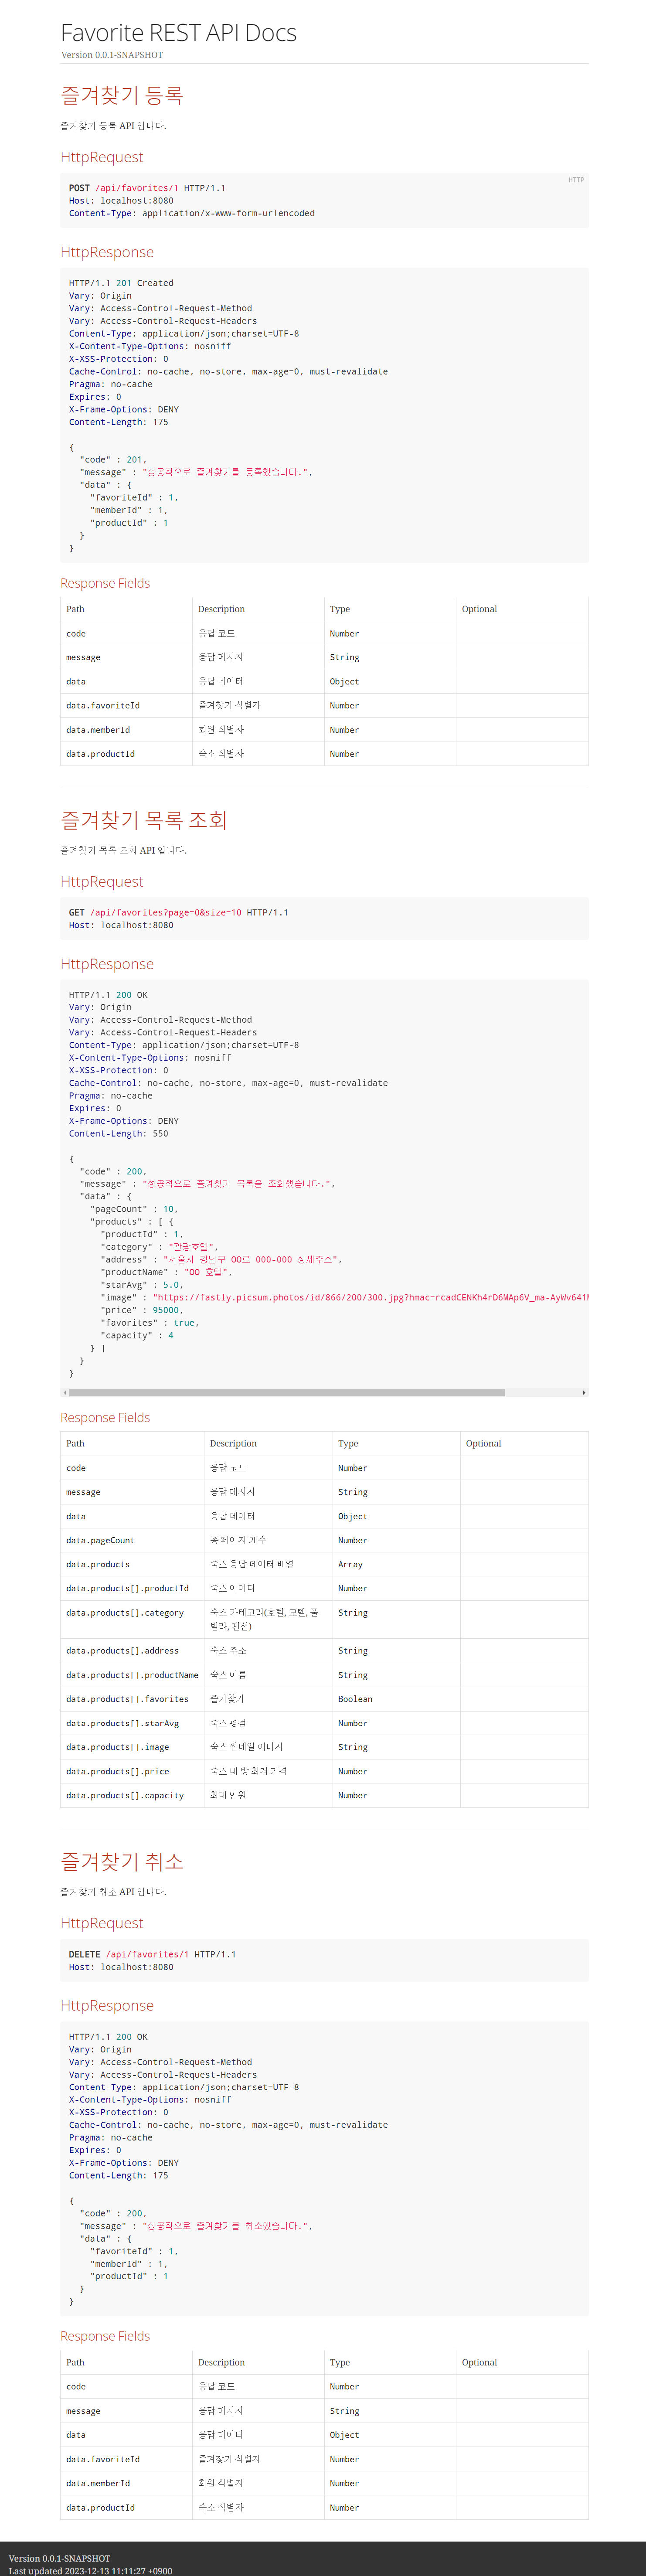 Favorite REST API Docs
Version 0.0.1-SNAPSHOT
즐겨찾기 등록
즐겨찾기 등록 API 입니다.
HttpRequest
HTTP
POST /api/favorites/1 HTTP/1.1
Host: localhost:8080
Content-Type: application/x-www-form-urlencoded
HttpResponse
HTTP/1.1 201 Created
Vary: Origin
Vary: Access-Control-Request-Method
Vary: Access-Control-Request-Headers
Content-Type: application/json;charset=UTF-8
X-Content-Type-Options: nosniff
X-XSS-Protection: 0
Cache-Control: no-cache, no-store, max-age=0, must-revalidate
Pragma: no-cache
Expires: 0
X-Frame-Options: DENY
Content-Length: 175
{
"code" : 201,
"message" : "성공적으로 즐겨찾기를 등록했습니다.",
"data" : {
"favoriteId" : 1,
"memberId" : 1,
"productId" : 1
}
}
Response Fields
Path Description Type Optional
code 응답 코드 Number
message 응답 메시지 String
data 응답 데이터 Object
data.favoriteId 즐겨찾기 식별자 Number
data.memberId 회원 식별자 Number
data.productId 숙소 식별자 Number
즐겨찾기 목록 조회
즐겨찾기 목록 조회 API 입니다.
HttpRequest
GET /api/favorites?page=0&size=10 HTTP/1.1
Host: localhost:8080
HttpResponse
HTTP/1.1 200 OK
Vary: Origin
Vary: Access-Control-Request-Method
Vary: Access-Control-Request-Headers
Content-Type: application/json;charset=UTF-8
X-Content-Type-Options: nosniff
X-XSS-Protection: 0
Cache-Control: no-cache, no-store, max-age=0, must-revalidate
Pragma: no-cache
Expires: 0
X-Frame-Options: DENY
Content-Length: 550
{
"code" : 200,
"message" : "성공적으로 즐겨찾기 목록을 조회했습니다.",
"data" : {
"pageCount" : 10,
"products" : [ {
"productId" : 1,
"category" : "관광호텔",
"address" : "서울시 강남구 OO로 000-000 상세주소",
"productName" : "OO 호텔",
"starAvg" : 5.0,
"image" : "https://fastly.picsum.photos/id/866/200/300.jpg?hmac=rcadCENKh4rD6MAp6V_ma-AyWv641M
"price" : 95000,
"favorites" : true,
"capacity" : 4
} ]
}
}
Response Fields
Path Description Type Optional
code 응답 코드 Number
message 응답 메시지 String
data 응답 데이터 Object
data.pageCount 총 페이지 개수 Number
data.products 숙소 응답 데이터 배열 Array
data.products[].productId 숙소 아이디 Number
data.products[].category 숙소 카테고리(호텔, 모텔, 풀 String
빌라, 펜션)
data.products[].address 숙소 주소 String
data.products[].productName 숙소 이름 String
data.products[].favorites 즐겨찾기 Boolean
data.products[].starAvg 숙소 평점 Number
data.products[].image 숙소 썸네일 이미지 String
data.products[].price 숙소 내 방 최저 가격 Number
data.products[].capacity 최대 인원 Number
즐겨찾기 취소
즐겨찾기 취소 API 입니다.
HttpRequest
DELETE /api/favorites/1 HTTP/1.1
Host: localhost:8080
HttpResponse
HTTP/1.1 200 OK
Vary: Origin
Vary: Access-Control-Request-Method
Vary: Access-Control-Request-Headers
Content-Type: application/json;charset=UTF-8
X-Content-Type-Options: nosniff
X-XSS-Protection: 0
Cache-Control: no-cache, no-store, max-age=0, must-revalidate
Pragma: no-cache
Expires: 0
X-Frame-Options: DENY
Content-Length: 175
{
"code" : 200,
"message" : "성공적으로 즐겨찾기를 취소했습니다.",
"data" : {
"favoriteId" : 1,
"memberId" : 1,
"productId" : 1
}
}
Response Fields
Path Description Type Optional
code 응답 코드 Number
message 응답 메시지 String
data 응답 데이터 Object
data.favoriteId 즐겨찾기 식별자 Number
data.memberId 회원 식별자 Number
data.productId 숙소 식별자 Number
Version 0.0.1-SNAPSHOT
Last updated 2023-12-13 11:11:27 +0900